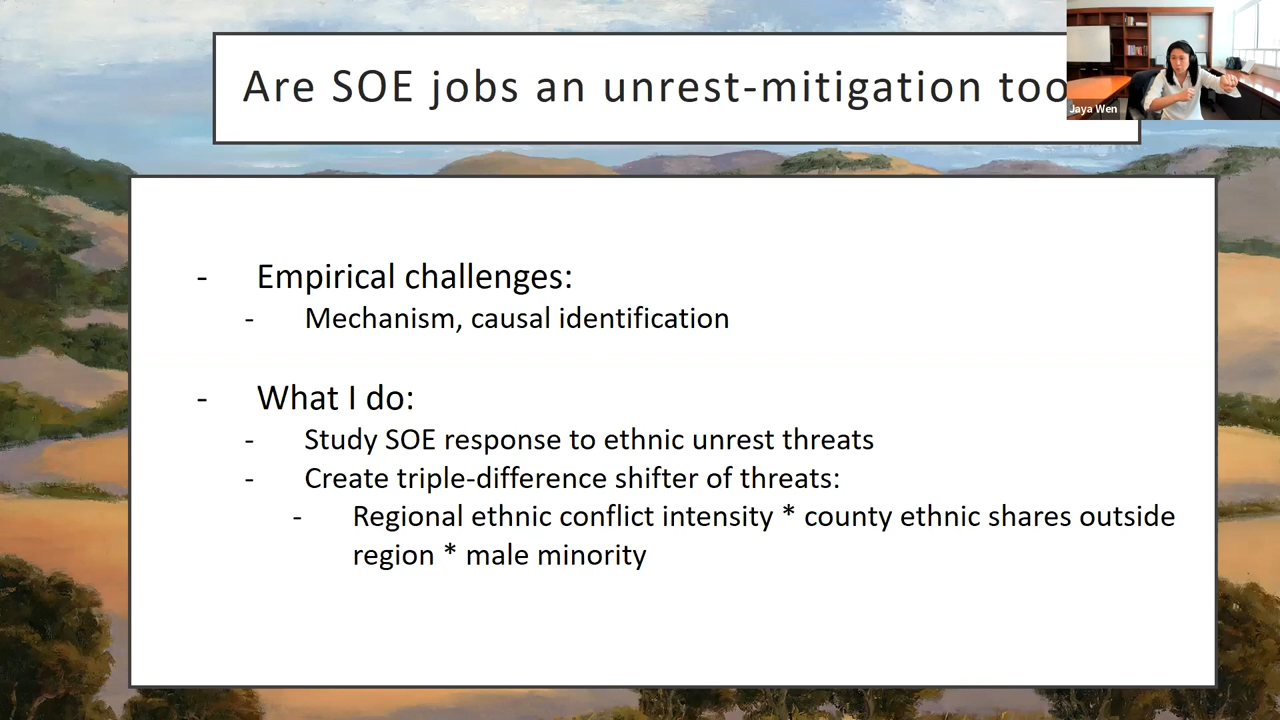 Are SOE jobs an unrest-mitigation too
Jaya Wen
- Empirical challenges:
- Mechanism, causal identification
- What I do:
- Study SOE response to ethnic unrest threats
- Create triple-difference shifter of threats:
- Regional ethnic conflict intensity * county ethnic shares outside
region * male minority